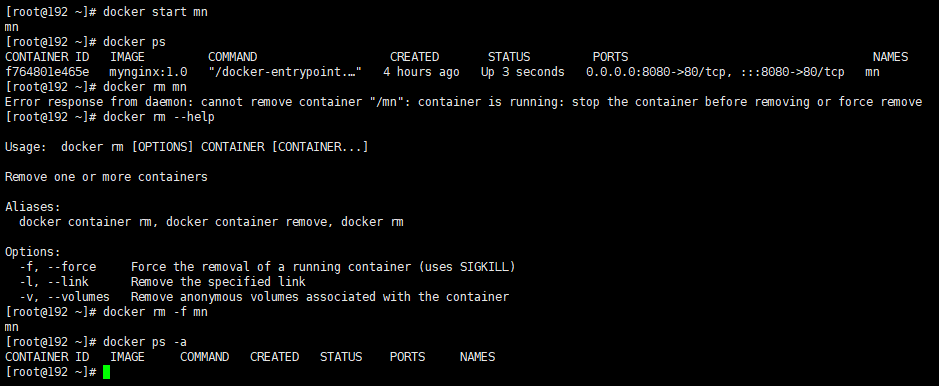 [root@192 ~]# docker start mn
mn
[root@192 ~]# docker ps
CONTAINER ID   IMAGE         COMMAND                  CREATED       STATUS         PORTS                                   NAMES
f764801e465e   mynginx:1.0   "/docker-entrypoint.…"   4 hours ago   Up 3 seconds   0.0.0.0:8080->80/tcp, :::8080->80/tcp   mn
[root@192 ~]# docker rm mn
Error response from daemon: cannot remove container "/mn": container is running: stop the container before removing or force remove
[root@192 ~]# docker rm --help
Usage:  docker rm [OPTIONS] CONTAINER [CONTAINER...]
Remove one or more containers
Aliases:
  docker container rm, docker container remove, docker rm
Options:
  -f, --force     Force the removal of a running container (uses SIGKILL)
  -l, --link      Remove the specified link
  -v, --volumes   Remove anonymous volumes associated with the container
[root@192 ~]# docker rm -f mn
mn
[root@192 ~]# docker ps -a
CONTAINER ID   IMAGE     COMMAND   CREATED   STATUS    PORTS     NAMES
[root@192 ~]#